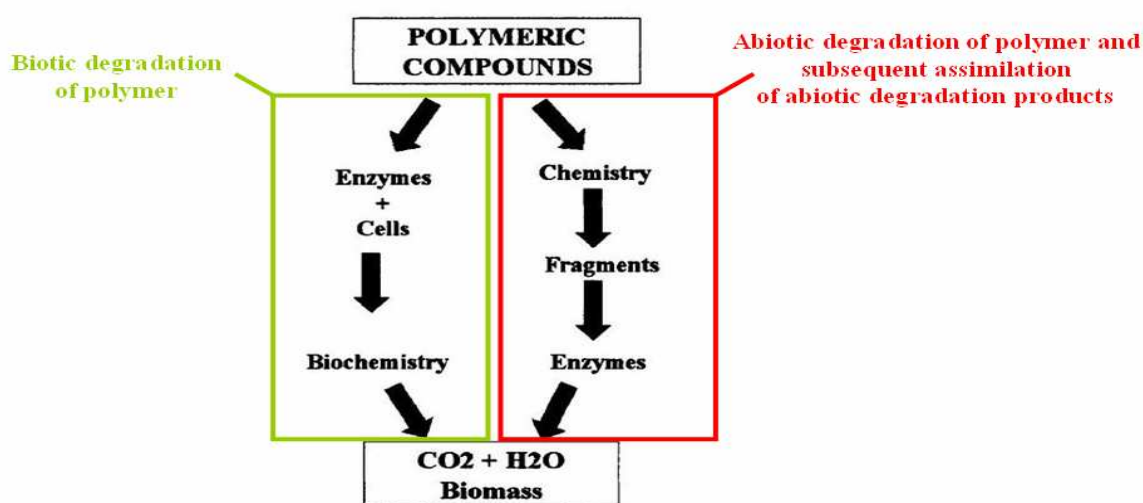 POLYMERIC
COMPOUNDS
Biotic degradation
of polymer
Abiotic degradation of polymer and
subsequent assimilation
of abiotic degradation products
Enzymes
+
Cells
Biochemistry
Chemistry
Fragments
Enzymes
CO2 + H2O
Biomass